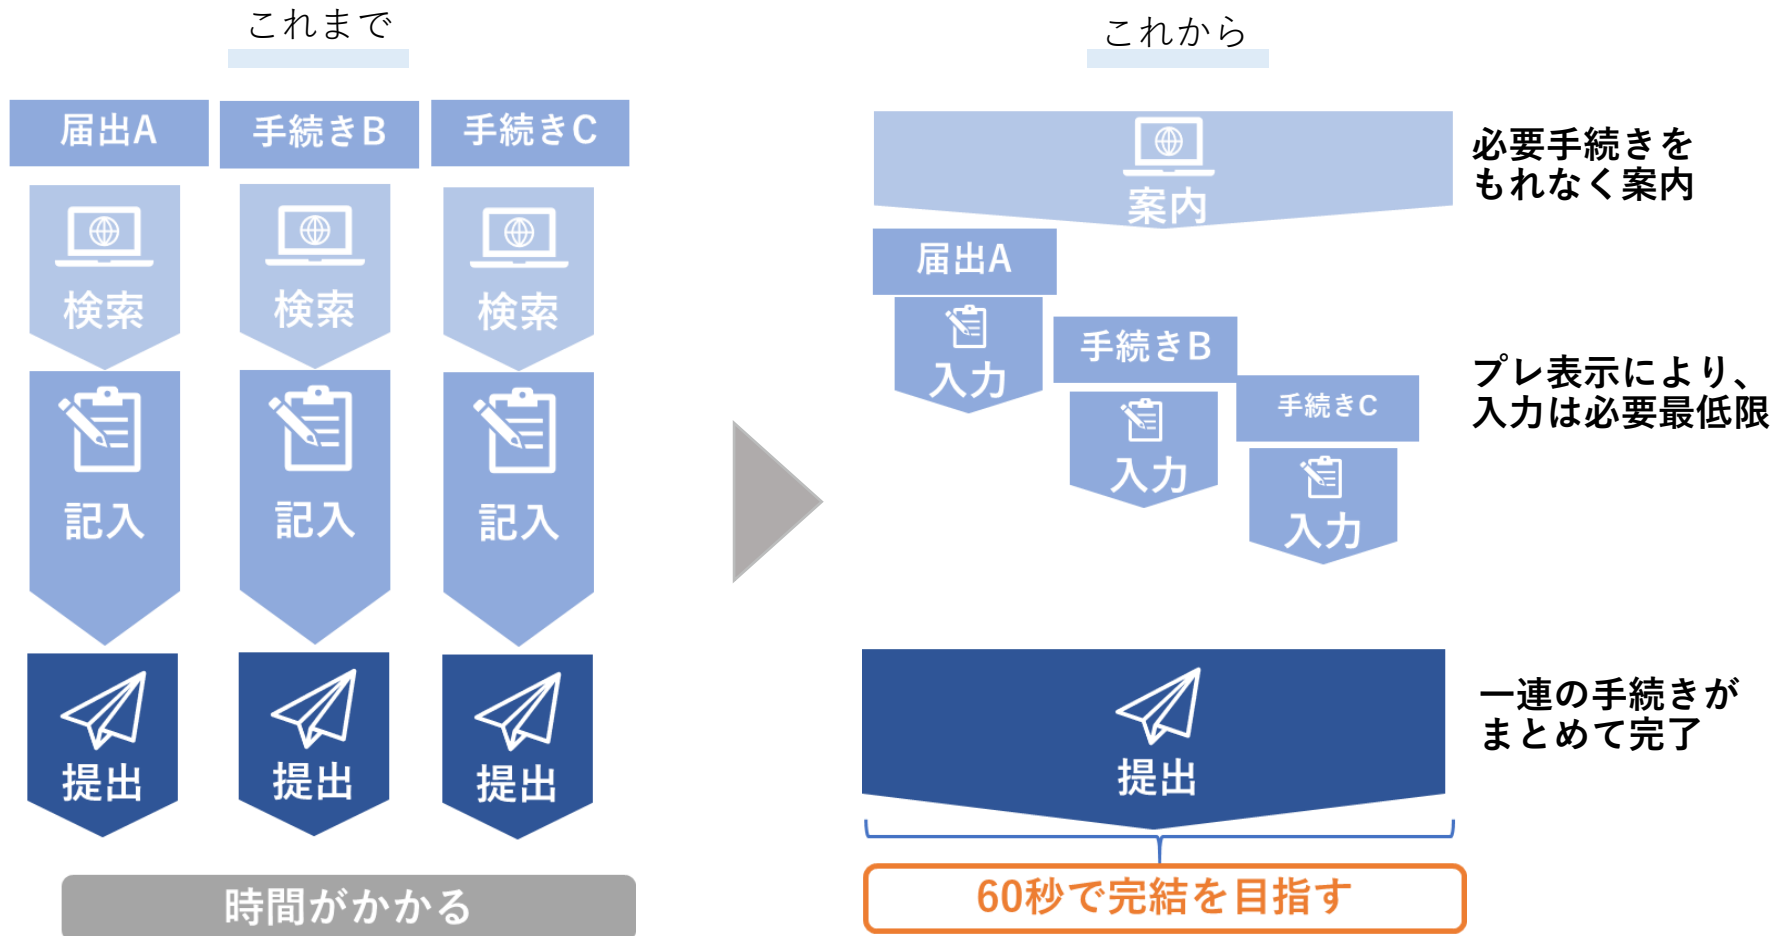 これまで
届出A
手続きB
手続きC
検索
検索
検索
記入
記入
記入
提出
提出
提出
時間がかかる
これから
案内
必要手続きを
もれなく案内
届出A
入力
手続きB
入力
手続きC
入力
プレ表示により、
入力は必要最低限
提出
一連の手続きが
まとめて完了
60秒で完結を目指す